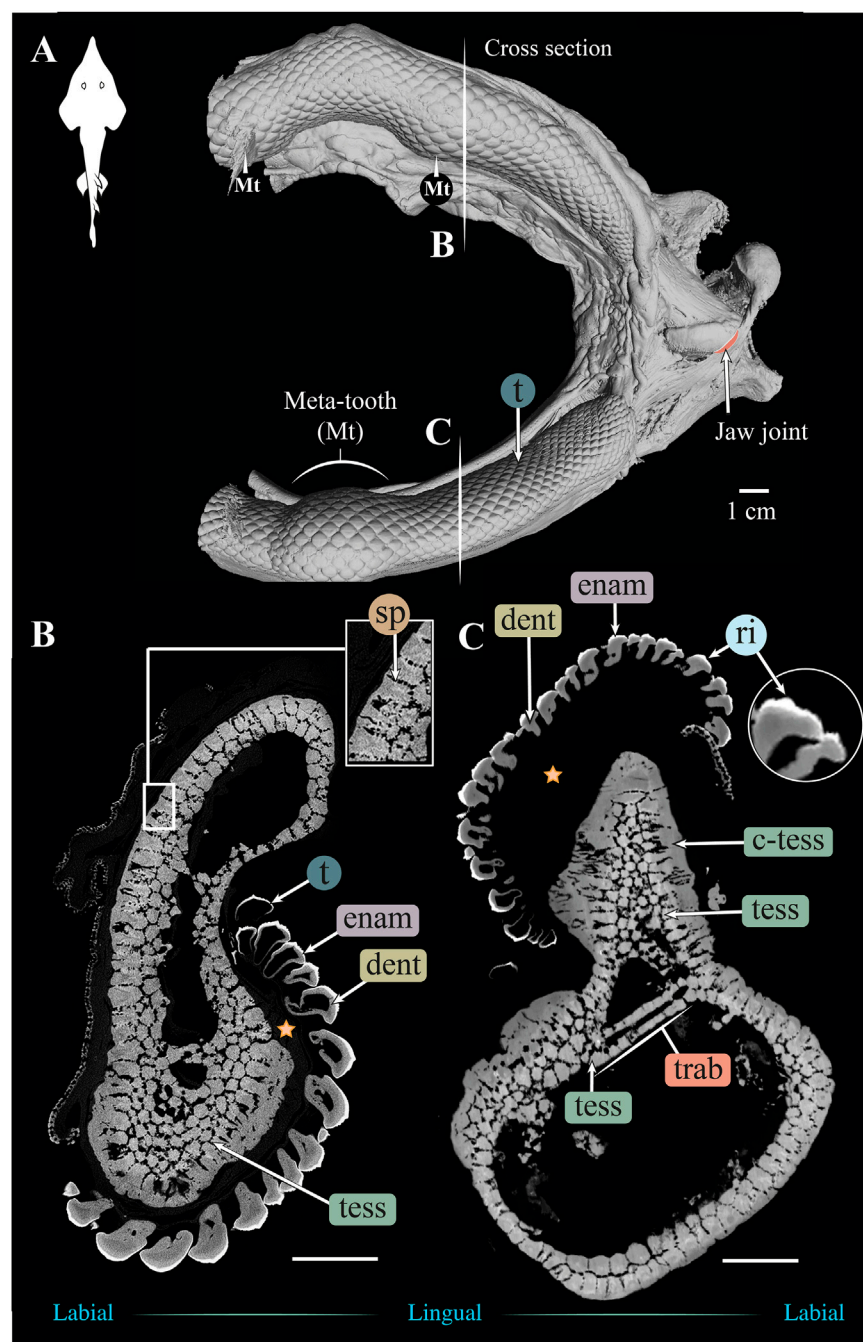 A
Cross section
Mt
Mt
B
Meta-tooth
(Mt)
C
t
Jaw joint
1 cm
B
sp
C
enam
dent
ri
t
enam
dent
c-tess
tess
trab
tess
tess
Labial
Lingual
Labial